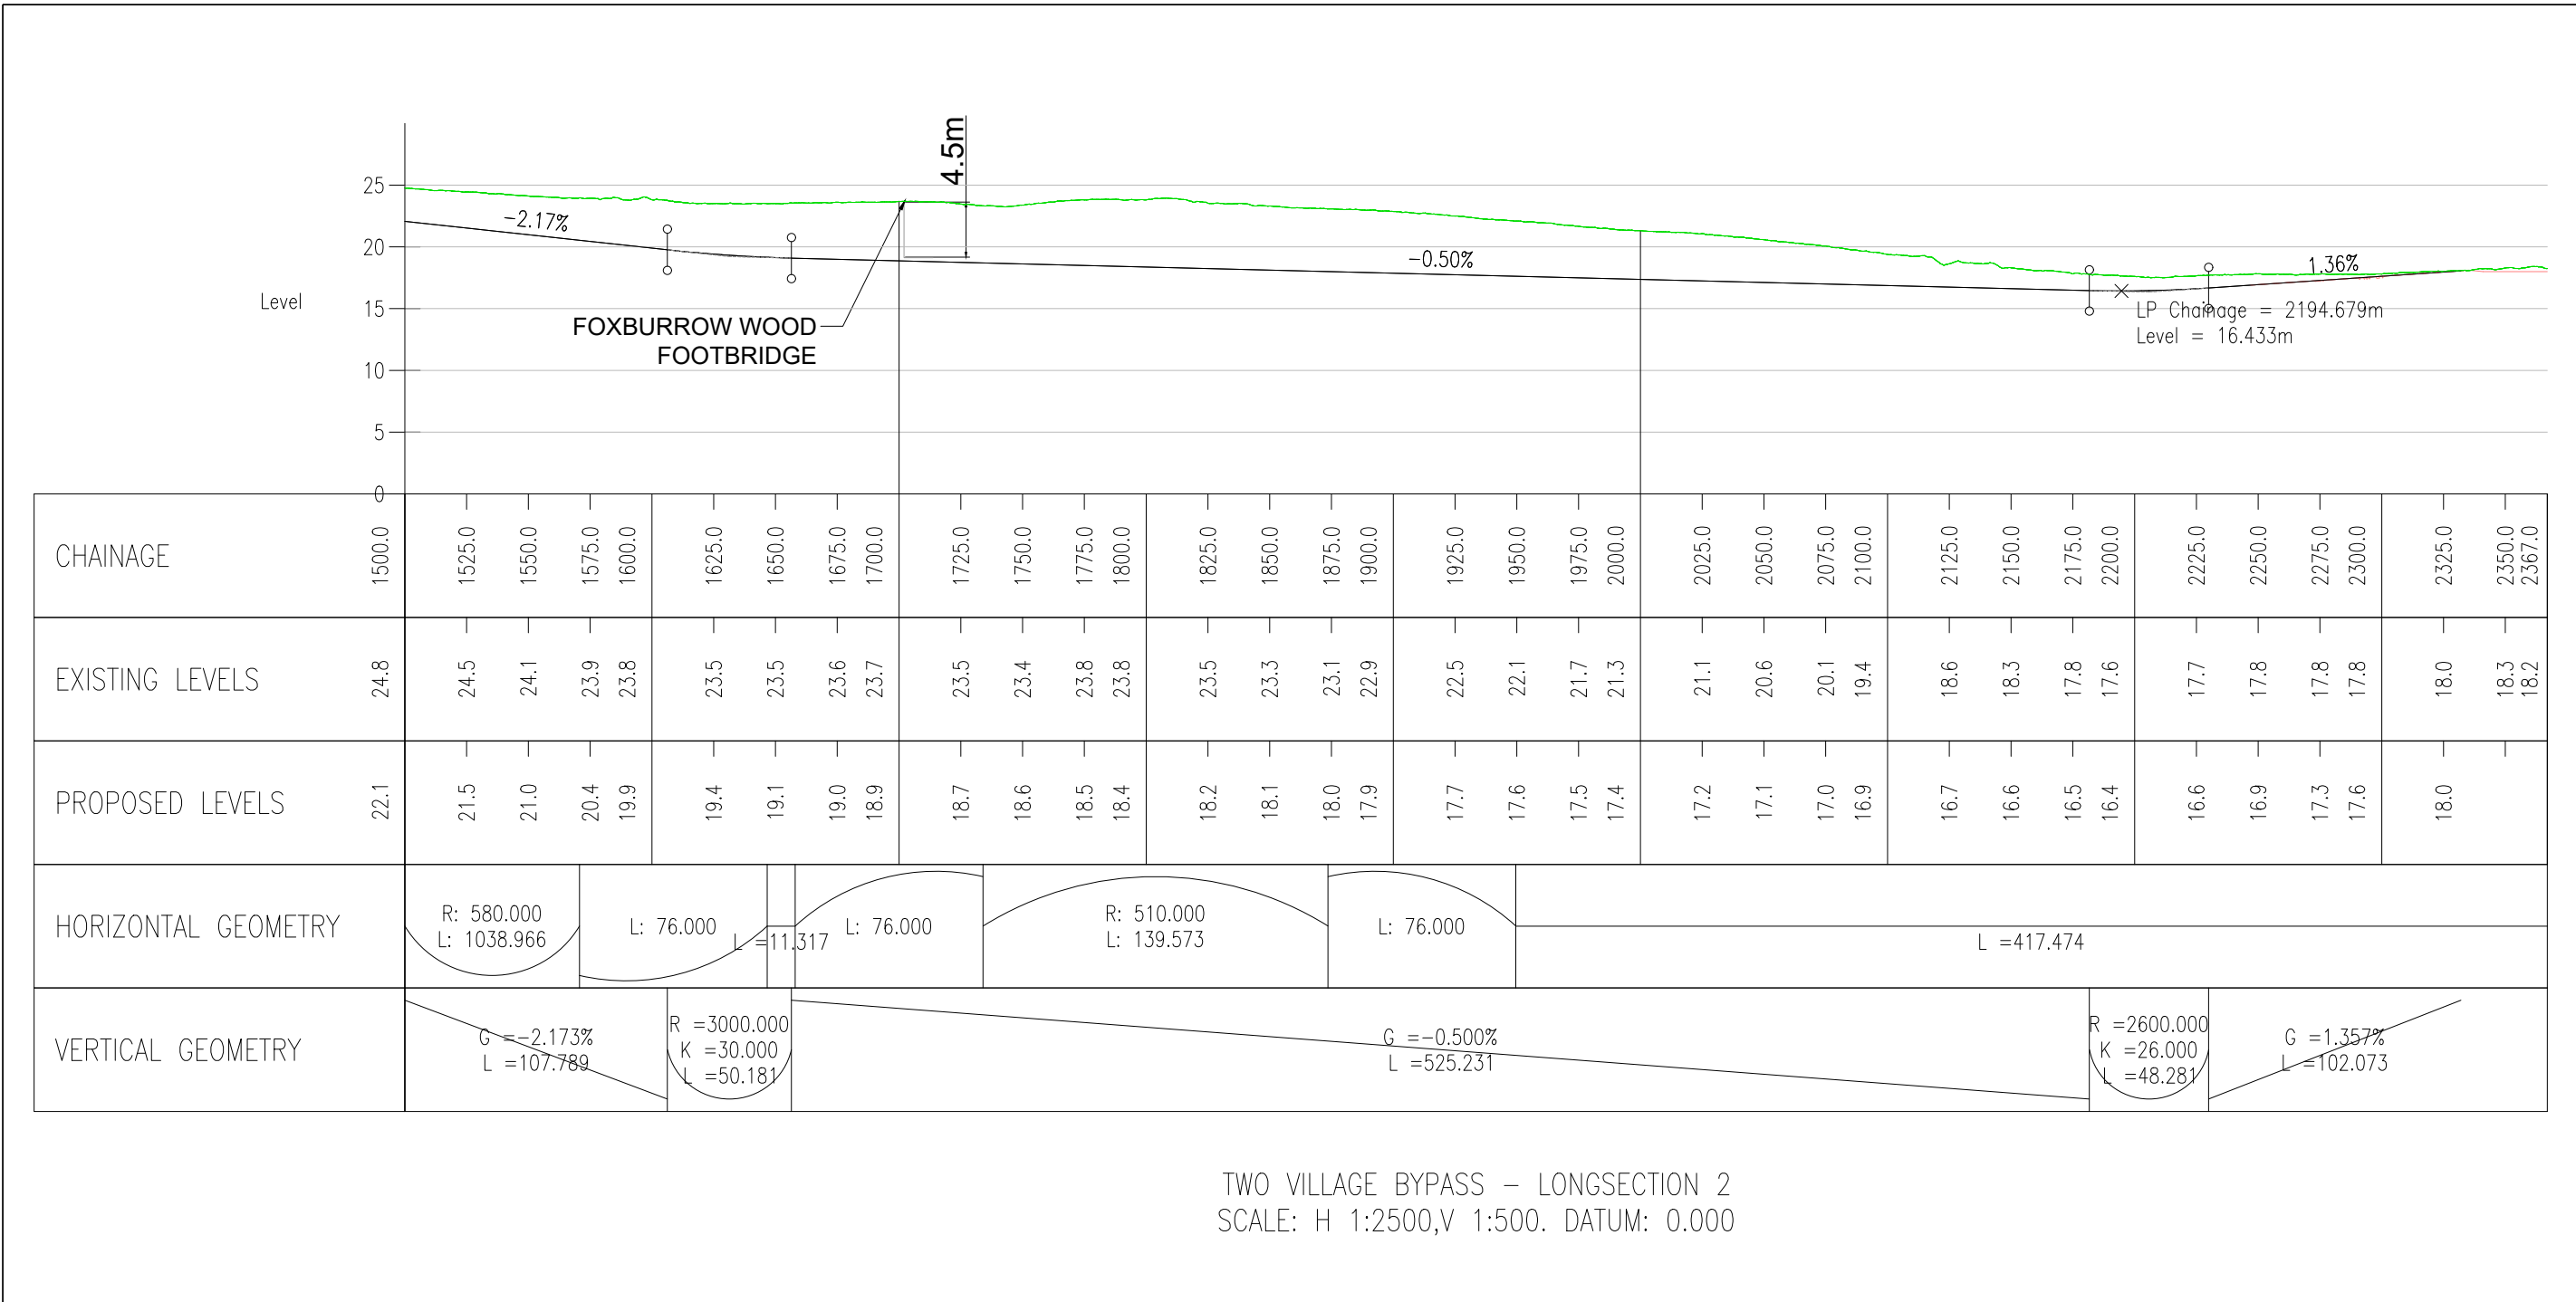 4.5m
25
20
15
10
5
0
Level
-2.17%
-0.50%
1.36%
FOXBURROW WOOD
FOOTBRIDGE
LP Chainage = 2194.679m
Level = 16.433m
CHAINAGE 1500.0 1525.0 1550.0 1575.0 1600.0 1625.0 1650.0 1675.0 1700.0 1725.0 1750.0 1775.0 1800.0 1825.0 1850.0 1875.0 1900.0 1925.0 1950.0 1975.0 2000.0 2025.0 2050.0 2075.0 2100.0 2125.0 2150.0 2175.0 2200.0 2225.0 2250.0 2275.0 2300.0 2325.0 2350.0 2367.0
EXISTING LEVELS 24.8 24.5 24.1 23.9 23.8 23.5 23.5 23.6 23.7 23.5 23.4 23.8 23.8 23.5 23.3 23.1 22.9 22.5 22.1 21.7 21.3 21.1 20.6 20.1 19.4 18.6 18.3 17.8 17.6 17.7 17.8 17.8 17.8 18.0 18.3 18.2
PROPOSED LEVELS 22.1 21.5 21.0 20.4 19.9 19.4 19.1 19.0 18.9 18.7 18.6 18.5 18.4 18.2 18.1 18.0 17.9 17.7 17.6 17.5 17.4 17.2 17.1 17.0 16.9 16.7 16.6 16.5 16.4 16.6 16.9 17.3 17.6 18.0
HORIZONTAL GEOMETRY
R: 580.000
L: 1038.966
L: 76.000
L =11.317
L: 76.000
R: 510.000
L: 139.573
L: 76.000
L =417.474
VERTICAL GEOMETRY
G =-2.173%
L =107.789
R =3000.000
K =30.000
L =50.181
G =-0.500%
L =525.231
R =2600.000
K =26.000
L =48.281
G =1.357%
L =102.073
TWO VILLAGE BYPASS - LONGSECTION 2
SCALE: H 1:2500,V 1:500. DATUM: 0.000